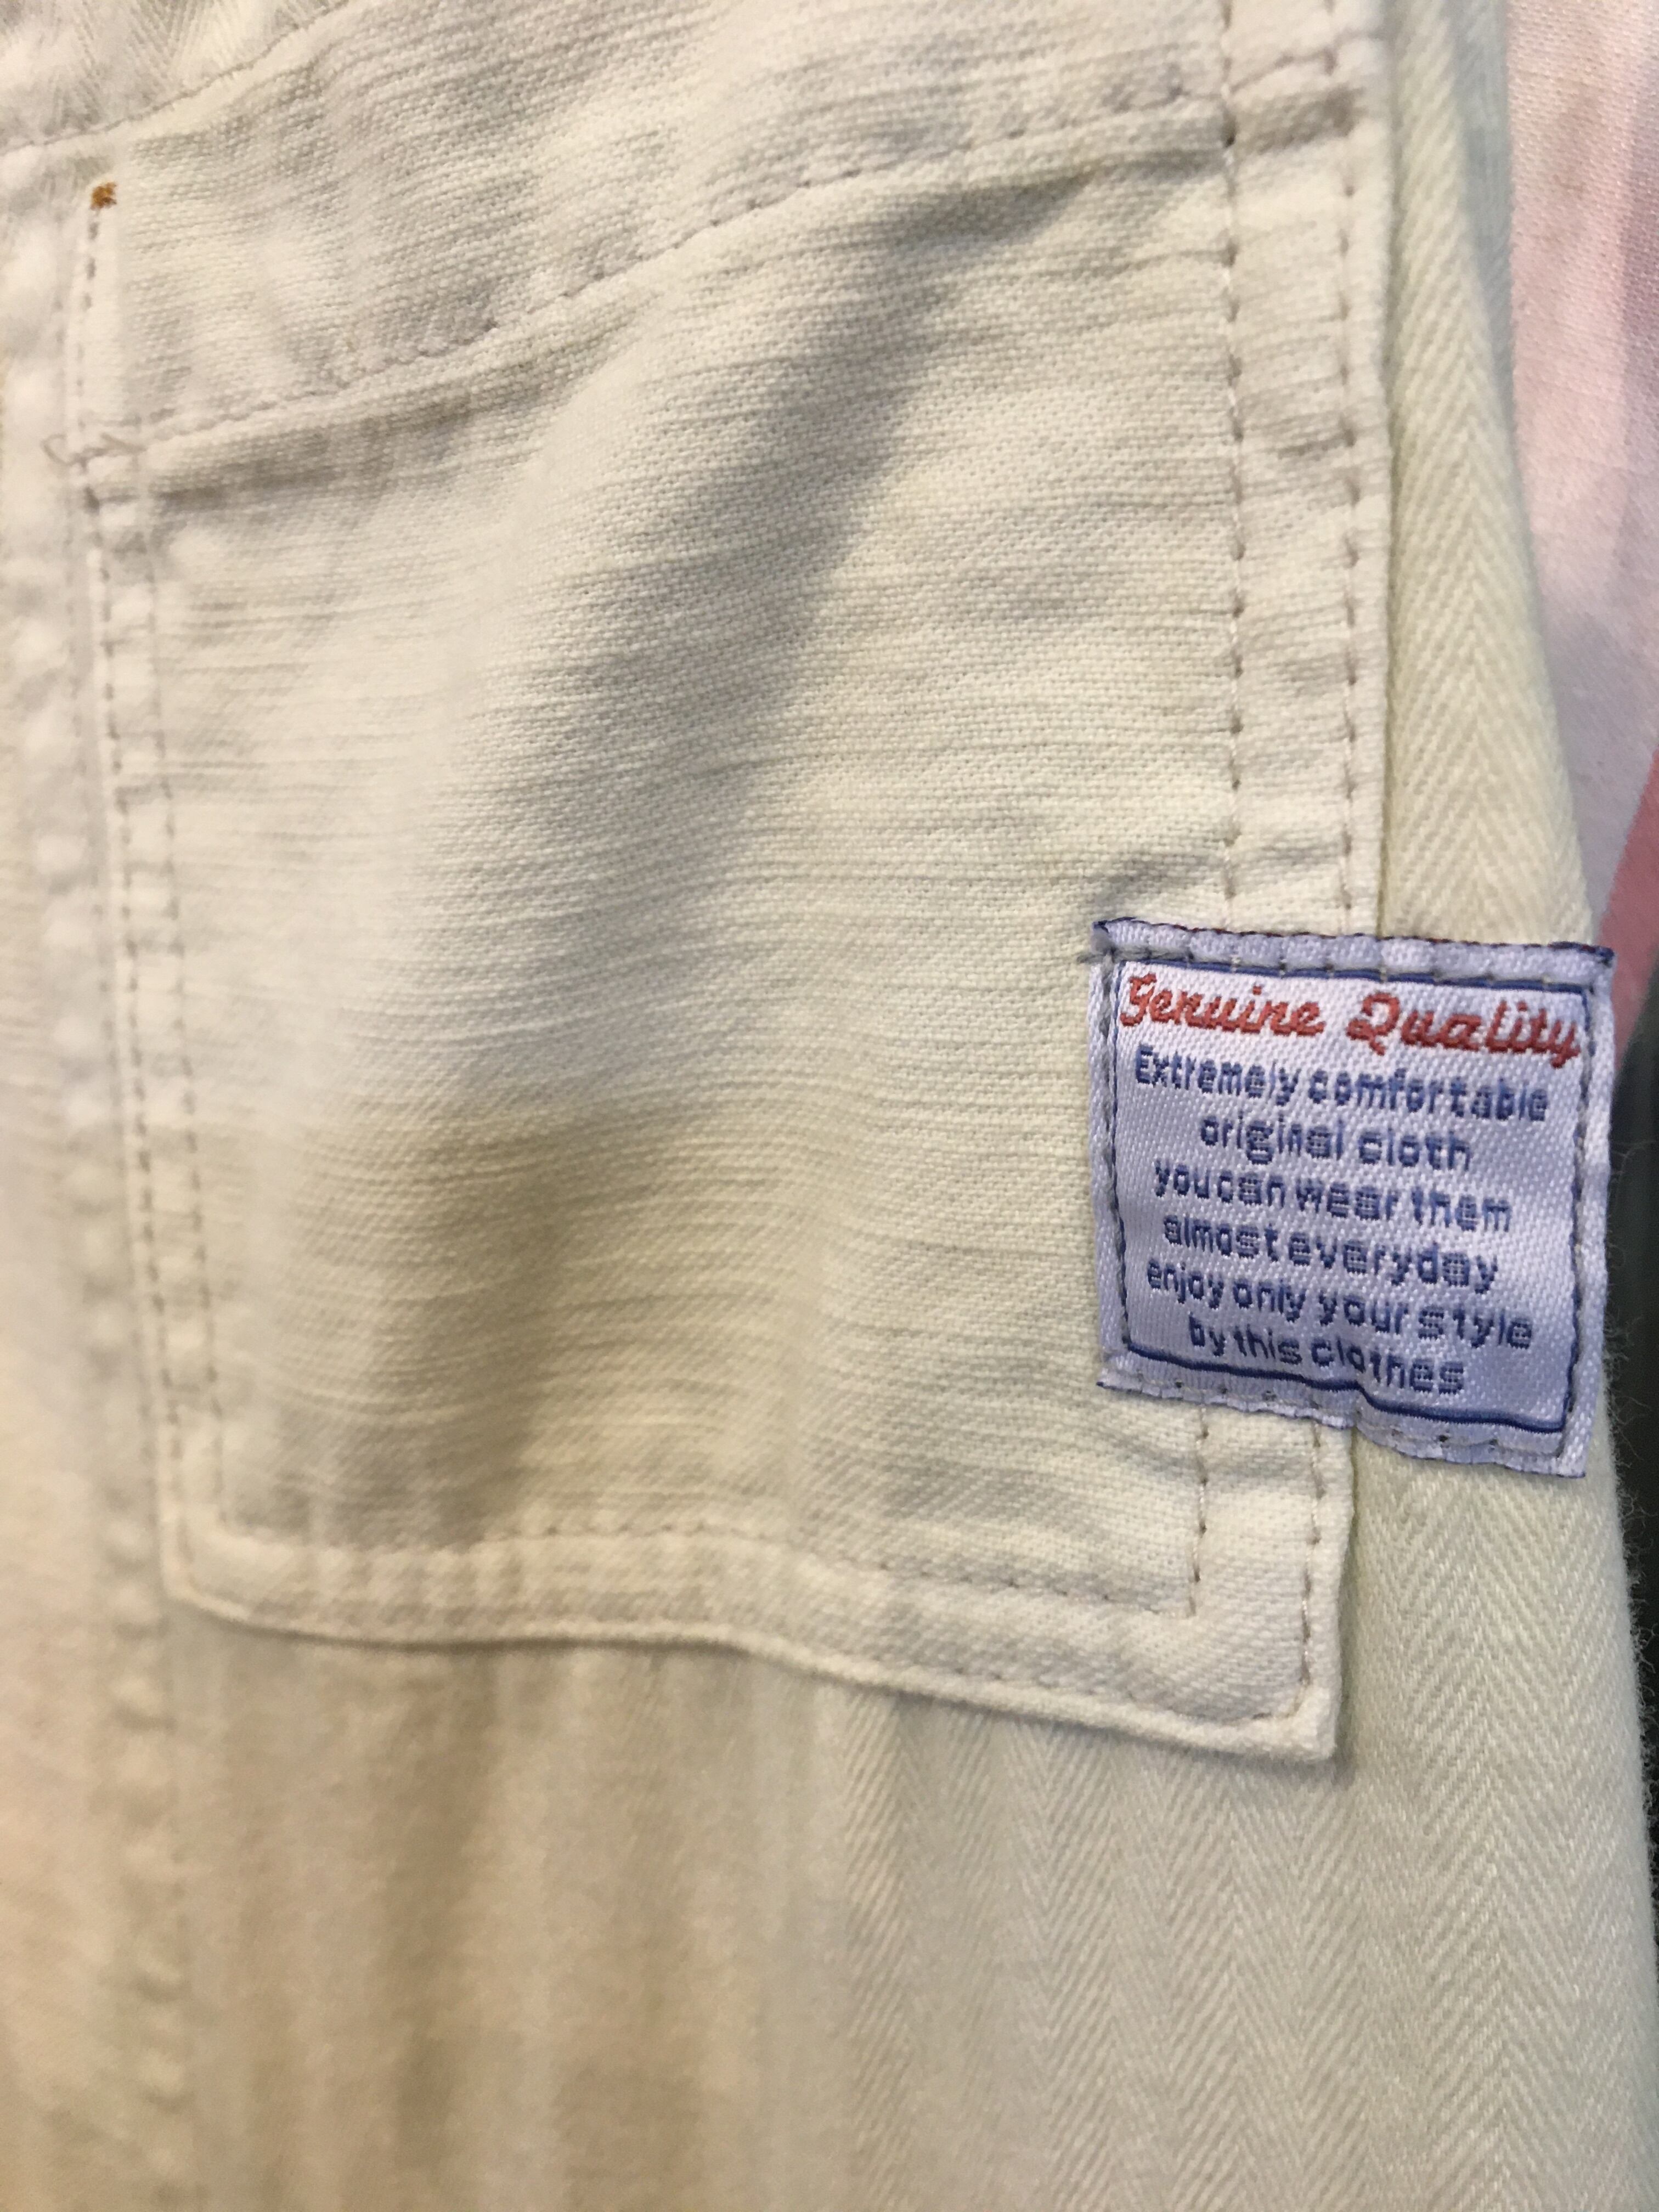 Genuine Quality
Extremely comfortable
original cloth
you can wear them
almost everyday
enjoy only your style
by this clothes